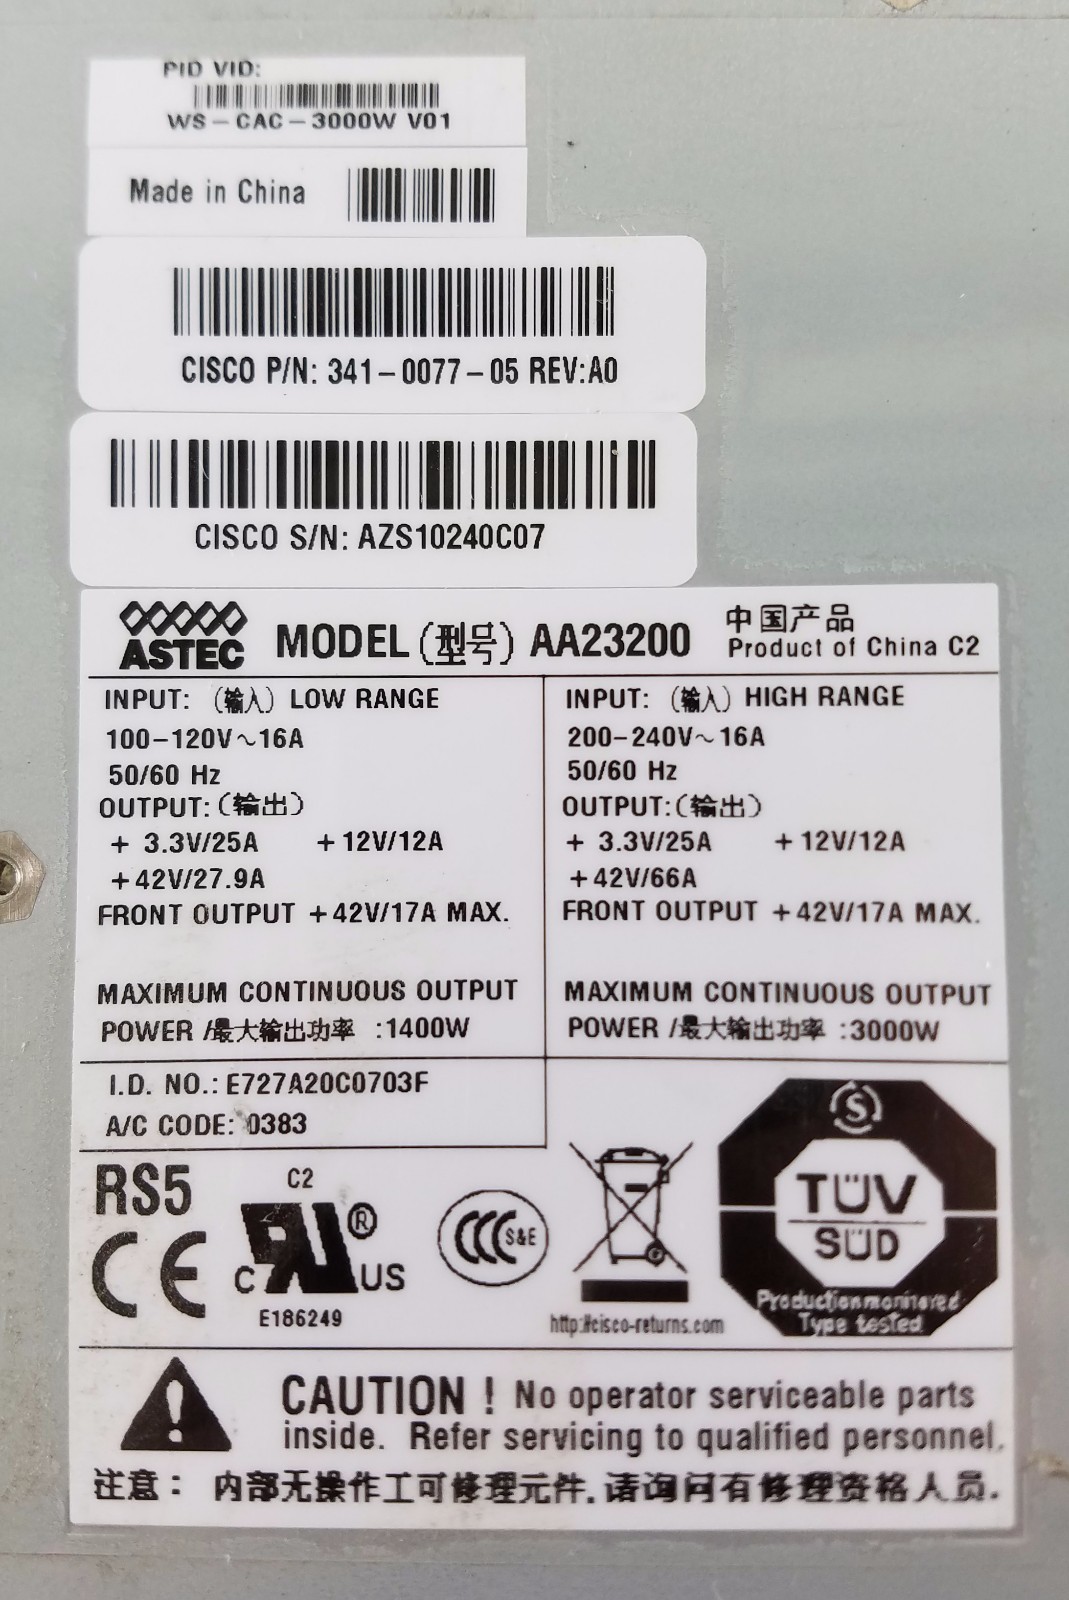 PID VID:
WS-CAC-3000W V01
Made in China
CISCO P/N: 341-0077-05 REV:A0
CISCO S/N: AZS10240C07
ASTEC MODEL (型号) AA23200
中国产品
Product of China C2
INPUT: (输入) LOW RANGE
100-120V~16A
50/60 Hz
OUTPUT: (输出)
+ 3.3V/25A +12V/12A
+42V/27.9A
FRONT OUTPUT +42V/17A MAX.
MAXIMUM CONTINUOUS OUTPUT
POWER /最大输出功率 :1400W
INPUT: (输入) HIGH RANGE
200-240V~16A
50/60 Hz
OUTPUT:(输出)
+ 3.3V/25A +12V/12A
+42V/66A
FRONT OUTPUT +42V/17A MAX.
MAXIMUM CONTINUOUS OUTPUT
POWER /最大输出功率 :3000W
I.D. NO.: E727A20C0703F
A/C CODE: 0383
RS5
CE
C2
C UL ® US
E186249
CCC S&E
http://cisco-returns.com
S
TÜV
SÜD
Production monitored
Type tested
CAUTION ! No operator serviceable parts
inside. Refer servicing to qualified personnel.
注意: 内部无操作工可修理元件.请询问有修理资格人员.